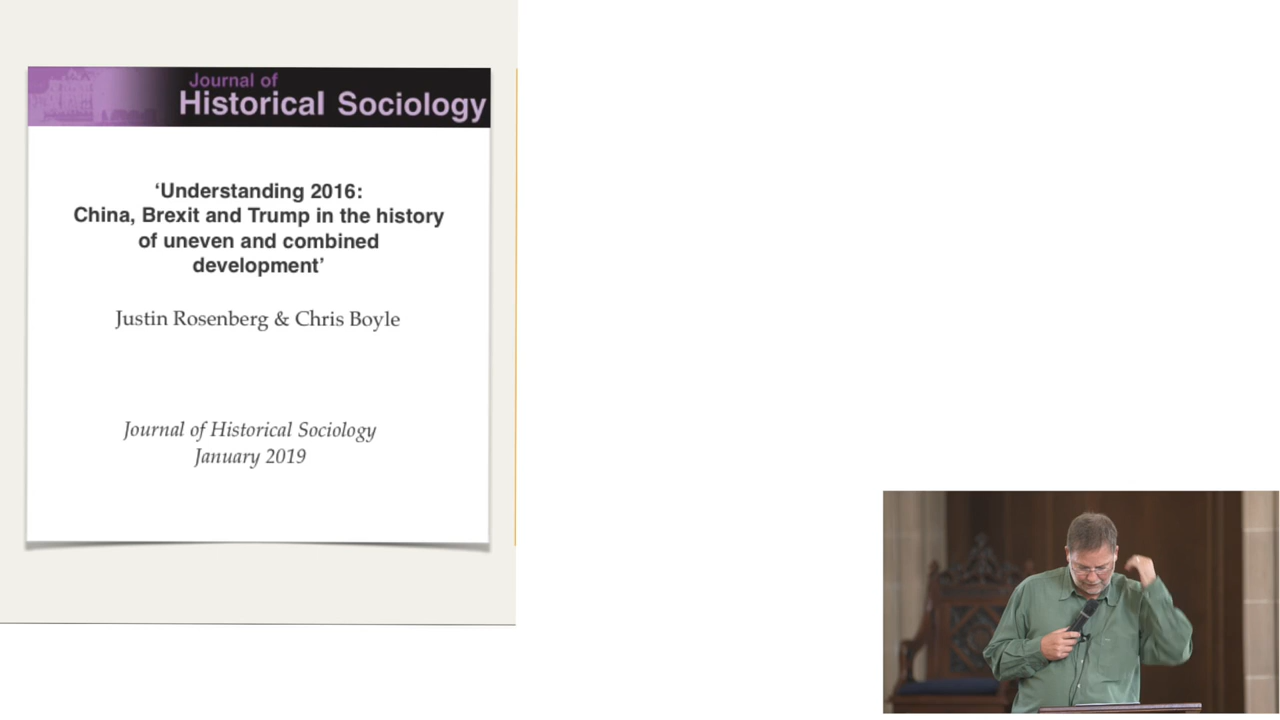 Journal of
Historical Sociology
‘Understanding 2016:
China, Brexit and Trump in the history
of uneven and combined
development’
Justin Rosenberg & Chris Boyle
Journal of Historical Sociology
January 2019